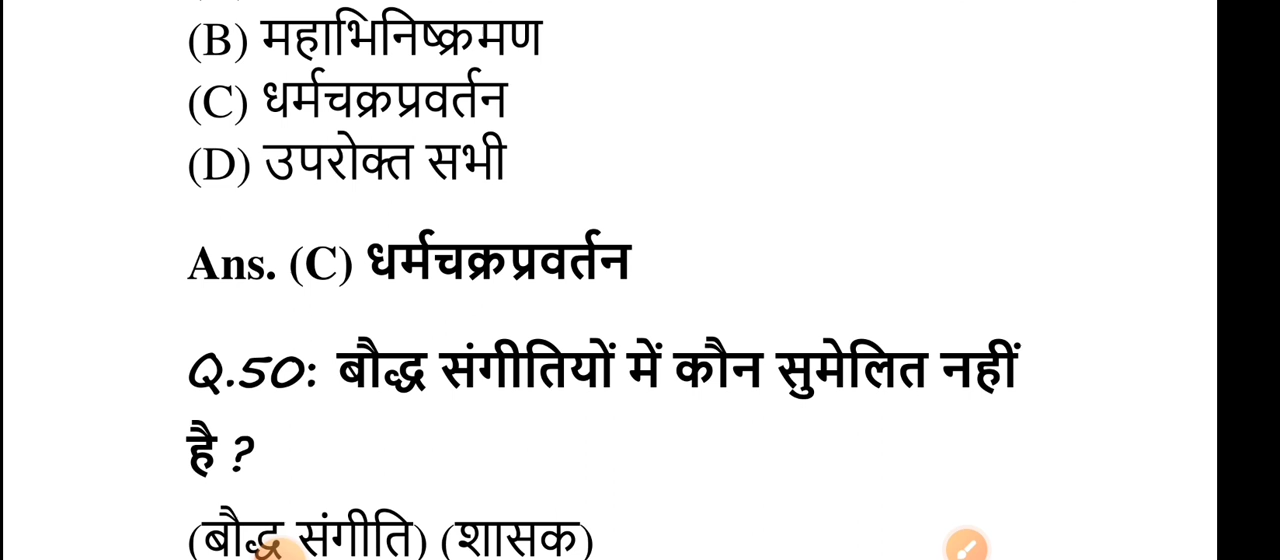 (B) महाभिनिष्क्रमण
(C) धर्मचक्रप्रवर्तन
(D) उपरोक्त सभी
Ans. (C) धर्मचक्रप्रवर्तन
Q.50: बौद्ध संगीतियों में कौन सुमेलित नहीं
है ?
(बौद्ध संगीति) (शासक)